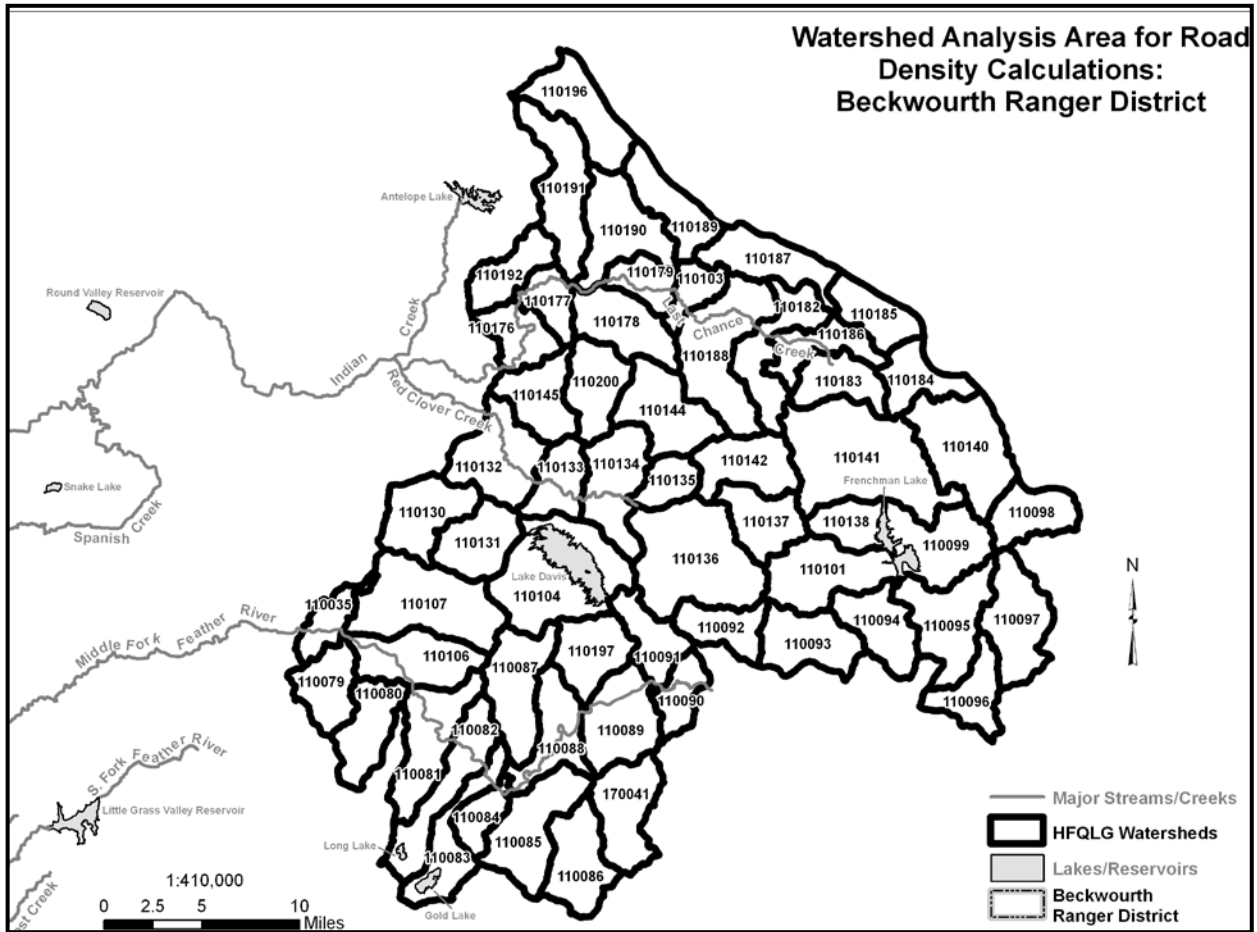 Watershed Analysis Area for Road
Density Calculations:
Beckwourth Ranger District
110196
110191
Antelope Lake
110190
110189
110187
110192
110179
110103
Round Valley Reservoir
110177
110182
110185
110176
110178
Last
Chance
Creek
110186
Creek
110188
Indian
110183
110184
Red Clover Creek
110145
110200
110144
110140
110132
110133
110134
110142
110141
110135
Frenchman Lake
Snake Lake
Spanish
Creek
110130
110098
110137
110138
110131
110099
110136
Lake Davis
110101
N
110104
110035
110107
Middle Fork
Feather
River
110092
110094
110095
110097
110093
110106
110087
110197
110091
110079
110080
110090
110096
110082
110089
110088
S. Fork Feather River
110081
170041
Little Grass Valley Reservoir
110084
Long Lake
110083
110085
110086
Gold Lake
1:410,000
0 2.5 5 10
Miles
Major Streams/Creeks
HFQLG Watersheds
Lakes/Reservoirs
Beckwourth
Ranger District
Creek